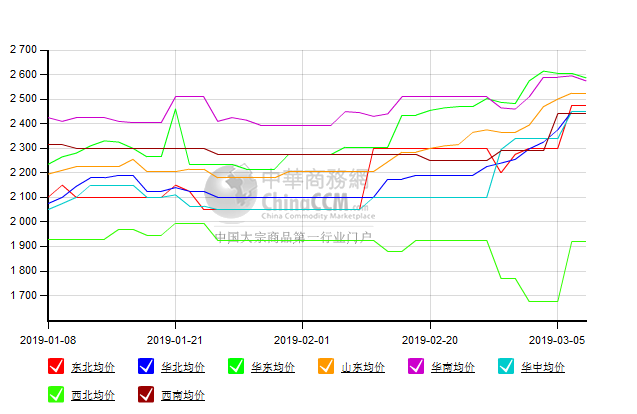 2 700
2 600
2 500
2 400
2 300
2 200
2 100
2 000
1 900
1 800
1 700
中華商務網
ChinaCCM.com
China Commodity Marketplace
中国大宗商品第一行业门户
2019-01-08 2019-01-21 2019-02-01 2019-02-20 2019-03-05
东北均价 华北均价 华东均价 山东均价 华南均价 华中均价
西北均价 西南均价